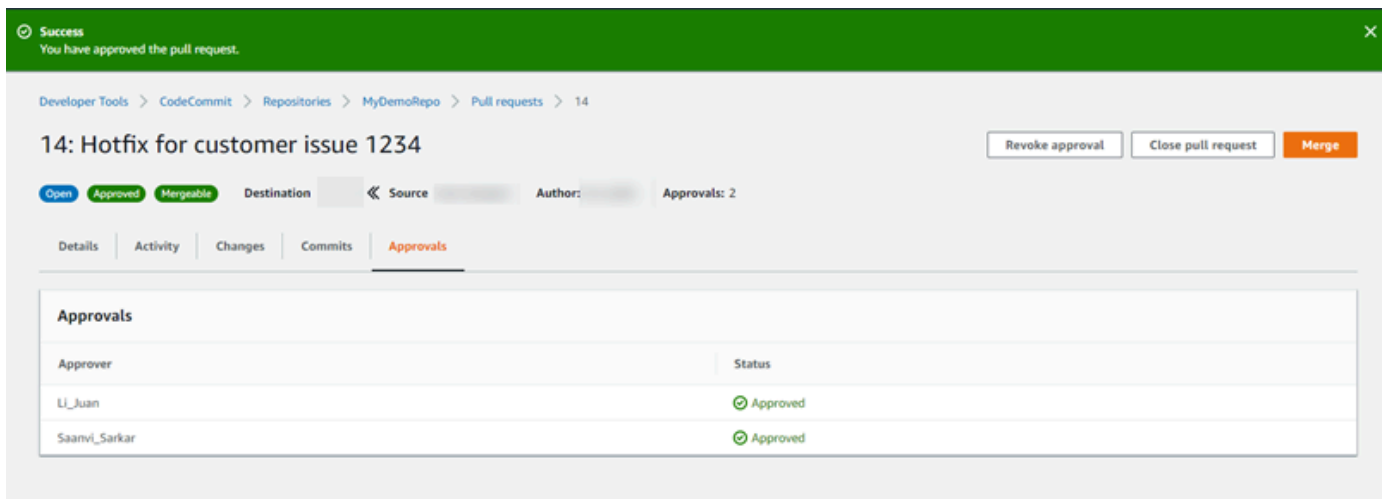 Success
You have approved the pull request.
Developer Tools > CodeCommit > Repositories > MyDemoRepo > Pull requests > 14
14: Hotfix for customer issue 1234
Revoke approval Close pull request Merge
Open Approved Mergeable Destination Source Author: Approvals: 2
Details Activity Changes Commits Approvals
Approvals
Approver Status
Li_Juan Approved
Saanvi_Sarkar Approved